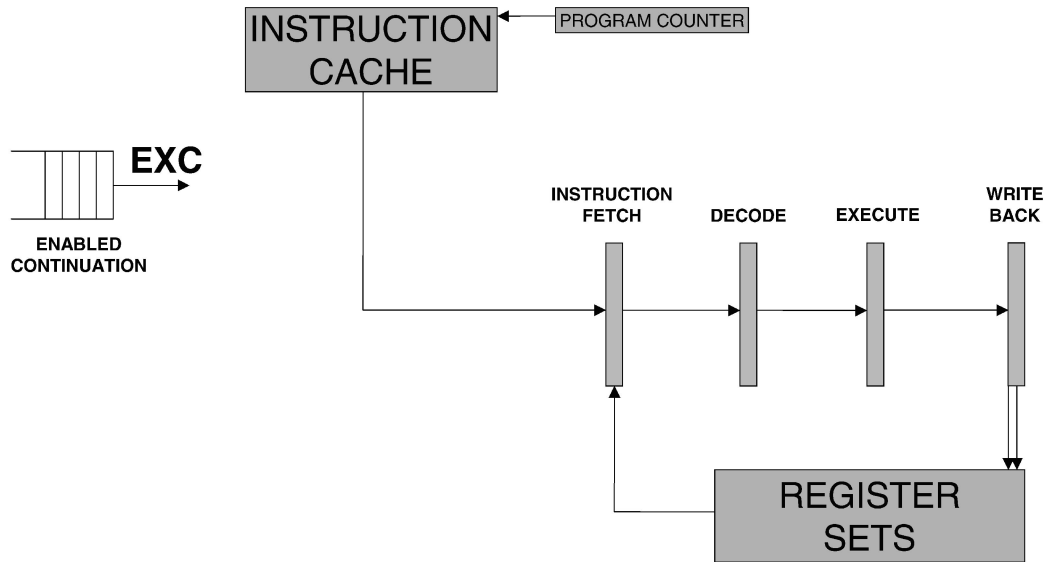 INSTRUCTION
CACHE
PROGRAM COUNTER
EXC
ENABLED
CONTINUATION
INSTRUCTION
FETCH
DECODE
EXECUTE
WRITE
BACK
REGISTER
SETS